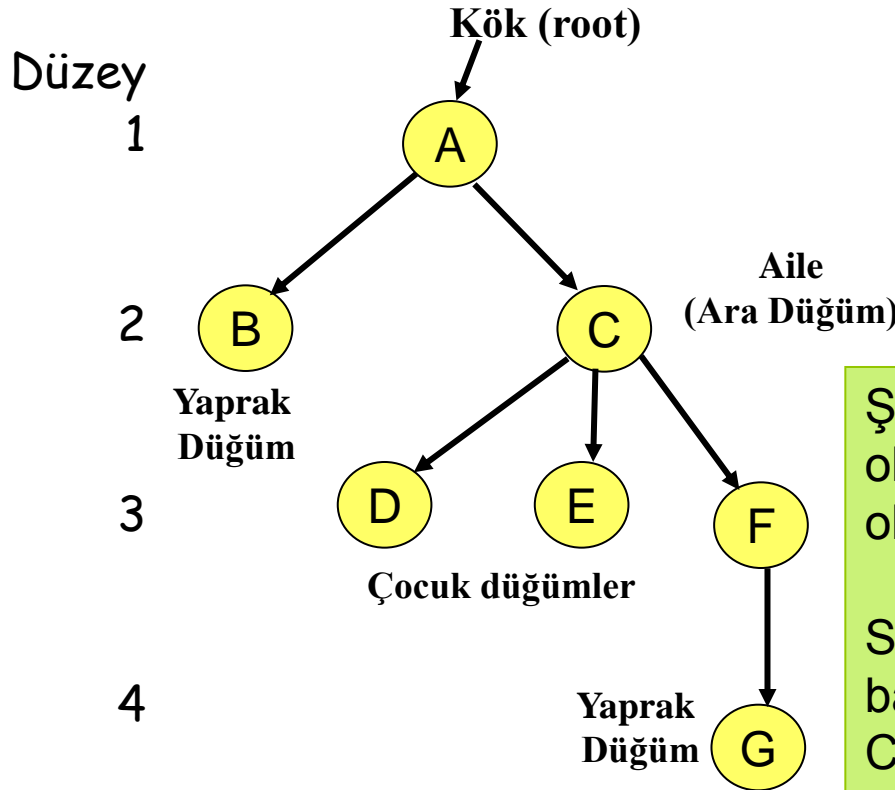 Kök (root)
Düzey
1
A
Aile
(Ara Düğüm)
2
B
C
Yaprak
Düğüm
3
D
E
F
Çocuk düğümler
4
Yaprak
Düğüm
G